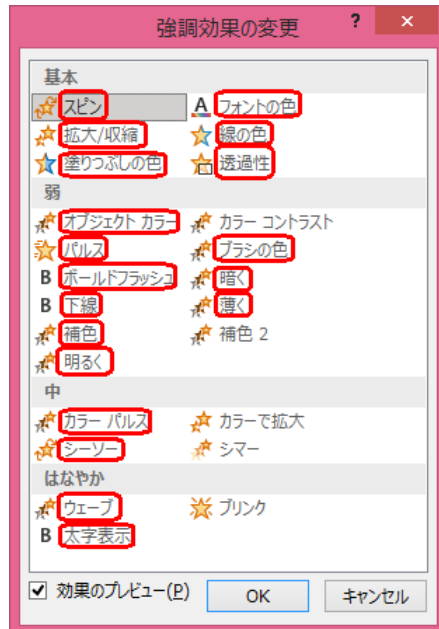 強調効果の変更 ? ×
基本
スピン A フォントの色
拡大/収縮 線の色
塗りつぶしの色 透過性
弱
オブジェクト カラー カラー コントラスト
パルス ブラシの色
B ボールドフラッシュ 暗く
B 下線 薄く
補色 補色 2
明るく
中
カラー パルス カラーで拡大
シーソー シマー
はなやか
ウェーブ ブリンク
B 太字表示
効果のプレビュー(P) OK キャンセル